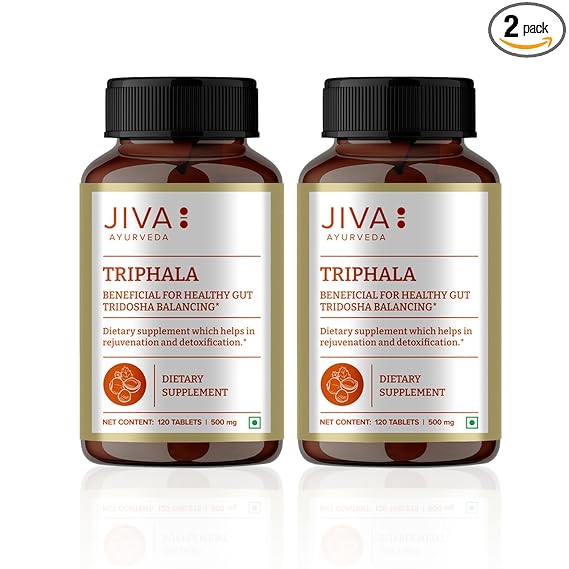 2
pack
JIVA
AYURVEDA
TRIPHALA
BENEFICIAL FOR HEALTHY GUT
TRIDOSHA BALANCING*
Dietary supplement which helps in
rejuvenation and detoxification.*
DIETARY
SUPPLEMENT
NET CONTENT: 120 TABLETS | 500 mg
JIVA
AYURVEDA
TRIPHALA
BENEFICIAL FOR HEALTHY GUT
TRIDOSHA BALANCING*
Dietary supplement which helps in
rejuvenation and detoxification.*
DIETARY
SUPPLEMENT
NET CONTENT: 120 TABLETS | 500 mg